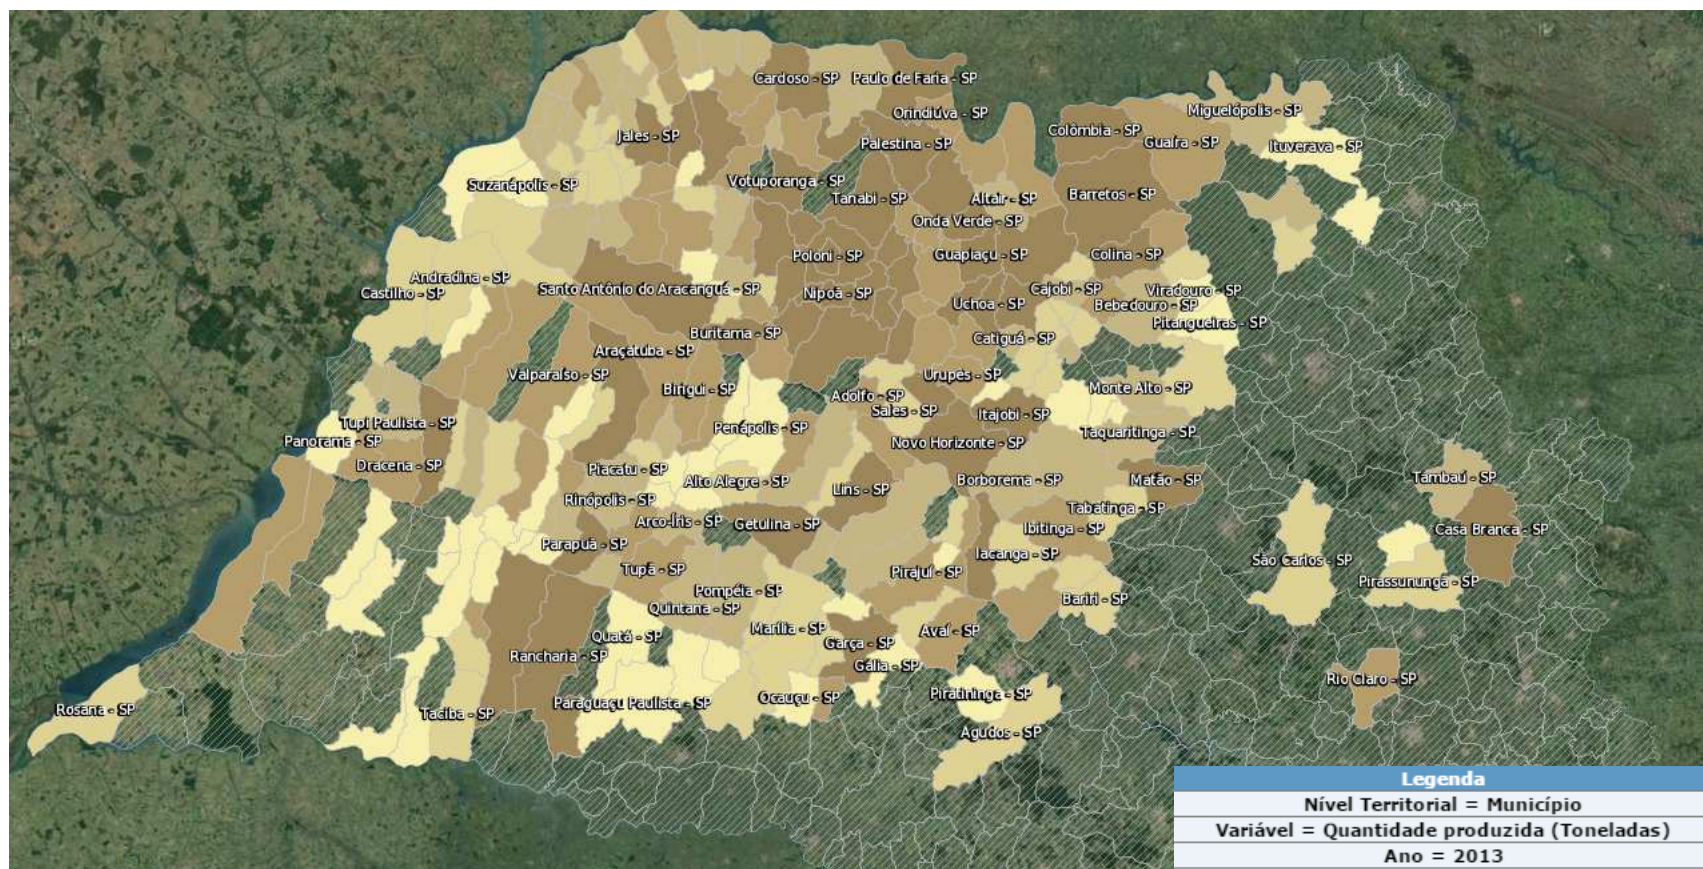 Cardoso - SP
Paulo de Faria - SP
Orindiúva - SP
Miguelópolis - SP
Colômbia - SP
Jales - SP
Palestina - SP
Guaíra - SP
Ituverava - SP
Suzanápolis - SP
Votuporanga - SP
Tanabi - SP
Altair - SP
Barretos - SP
Onda Verde - SP
Poloni - SP
Guapiaçu - SP
Colina - SP
Andradina - SP
Castilho - SP
Santo Antônio do Aracanguá - SP
Nipoã - SP
Cajobi - SP
Viradouro - SP
Uchoa - SP
Bebedouro - SP
Pitangueiras - SP
Buritama - SP
Catiguá - SP
Araçatuba - SP
Valparaíso - SP
Birigui - SP
Urupês - SP
Monte Alto - SP
Adolfo - SP
Sales - SP
Itajobi - SP
Tupi Paulista - SP
Penápolis - SP
Taquaritinga - SP
Panorama - SP
Novo Horizonte - SP
Dracena - SP
Piacatu - SP
Alto Alegre - SP
Lins - SP
Borborema - SP
Matão - SP
Tambaú - SP
Rinópolis - SP
Tabatinga - SP
Arco-Íris - SP
Getulina - SP
Ibitinga - SP
Casa Branca - SP
Parapuã - SP
Iacanga - SP
São Carlos - SP
Tupã - SP
Pirajuí - SP
Pirassununga - SP
Pompéia - SP
Bariri - SP
Quintana - SP
Quatá - SP
Marília - SP
Avaí - SP
Garça - SP
Rancharia - SP
Gália - SP
Rio Claro - SP
Paraguaçu Paulista - SP
Ocauçu - SP
Piratininga - SP
Rosana - SP
Taciba - SP
Agudos - SP
Legenda
Nível Territorial = Município
Variável = Quantidade produzida (Toneladas)
Ano = 2013